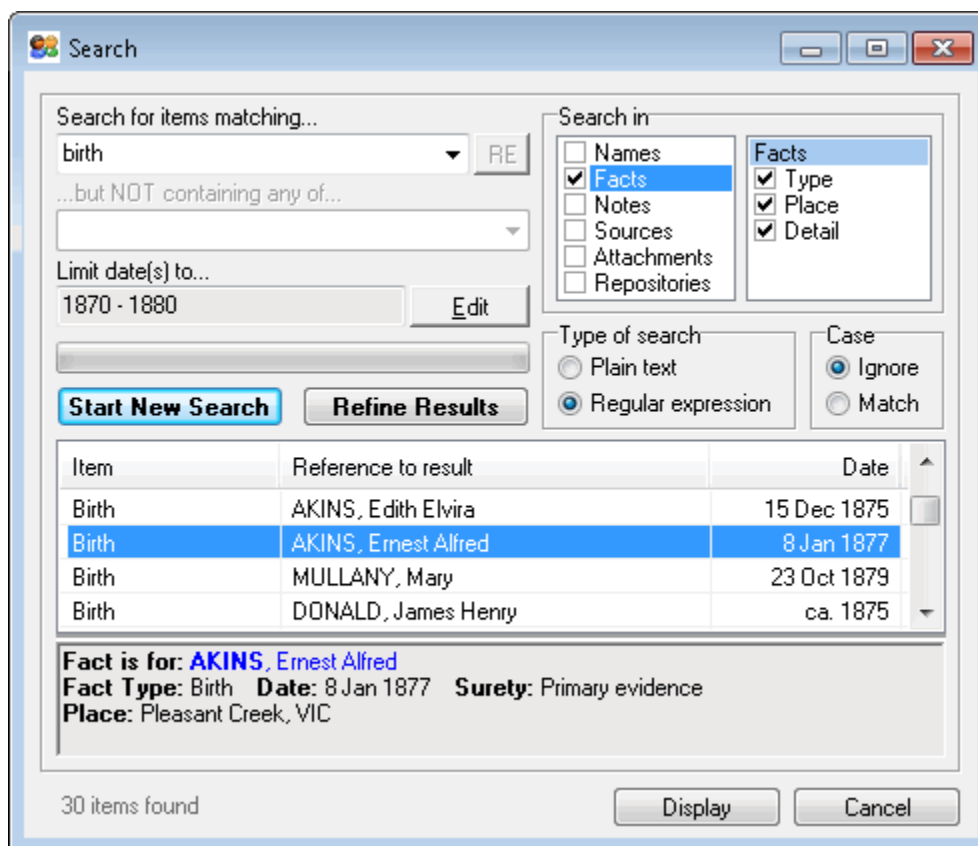 Search
Search for items matching...
birth
RE
...but NOT containing any of...
Limit date(s) to...
1870 - 1880
Edit
Start New Search
Refine Results
Search in
Names
Facts
Notes
Sources
Attachments
Repositories
Facts
Type
Place
Detail
Type of search
Plain text
Regular expression
Case
Ignore
Match
Item Reference to result Date
Birth AKINS, Edith Elvira 15 Dec 1875
Birth AKINS, Ernest Alfred 8 Jan 1877
Birth MULLANY, Mary 23 Oct 1879
Birth DONALD, James Henry ca. 1875
Fact is for: AKINS, Ernest Alfred
Fact Type: Birth Date: 8 Jan 1877 Surety: Primary evidence
Place: Pleasant Creek, VIC
30 items found
Display
Cancel